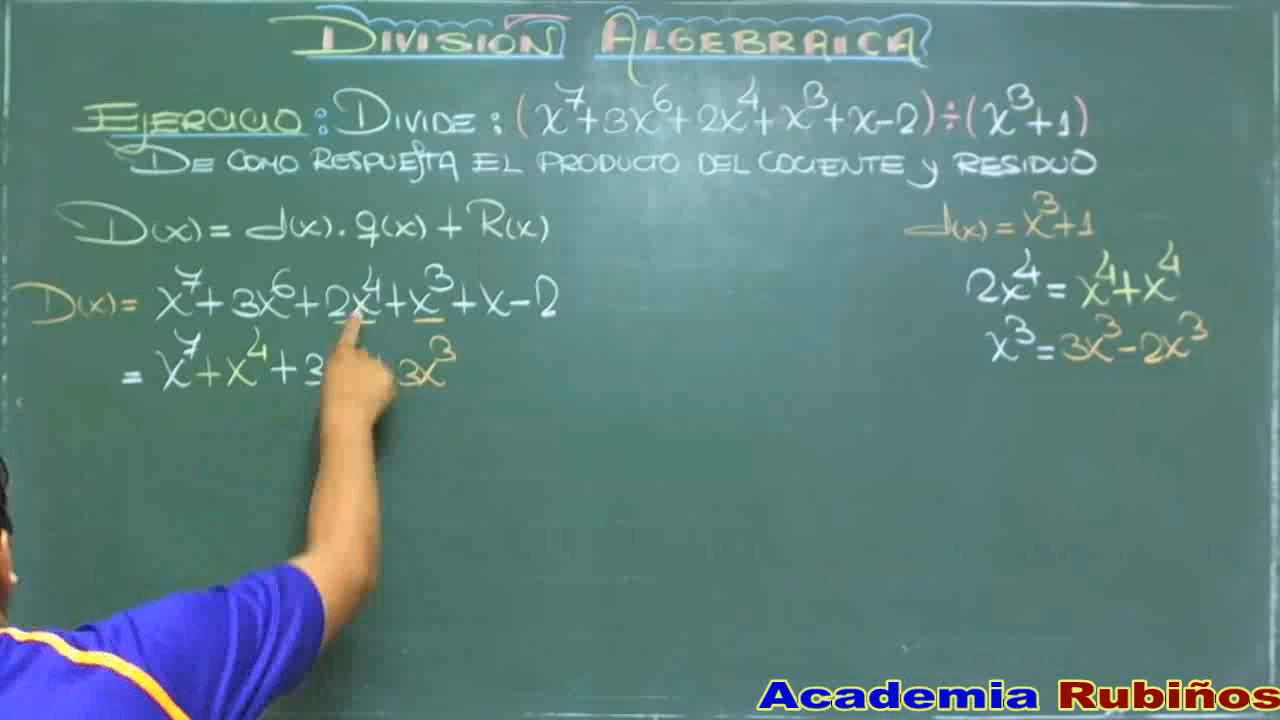 DIVISIÓN ALGEBRAICA
EJERCICIO: DIVIDE: (x⁷+3x⁶+2x⁴+x³+x-2)÷(x³+1)
DE COMO RESPUESTA EL PRODUCTO DEL COCIENTE y RESIDUO
D(x)= d(x).q(x)+R(x)
d(x)=x³+1
D(x)= x⁷+3x⁶+2x⁴+x³+x-2
2x⁴=x⁴+x⁴
=x⁷+x⁴+3 3x³
x³=3x³-2x³
Academia Rubiños